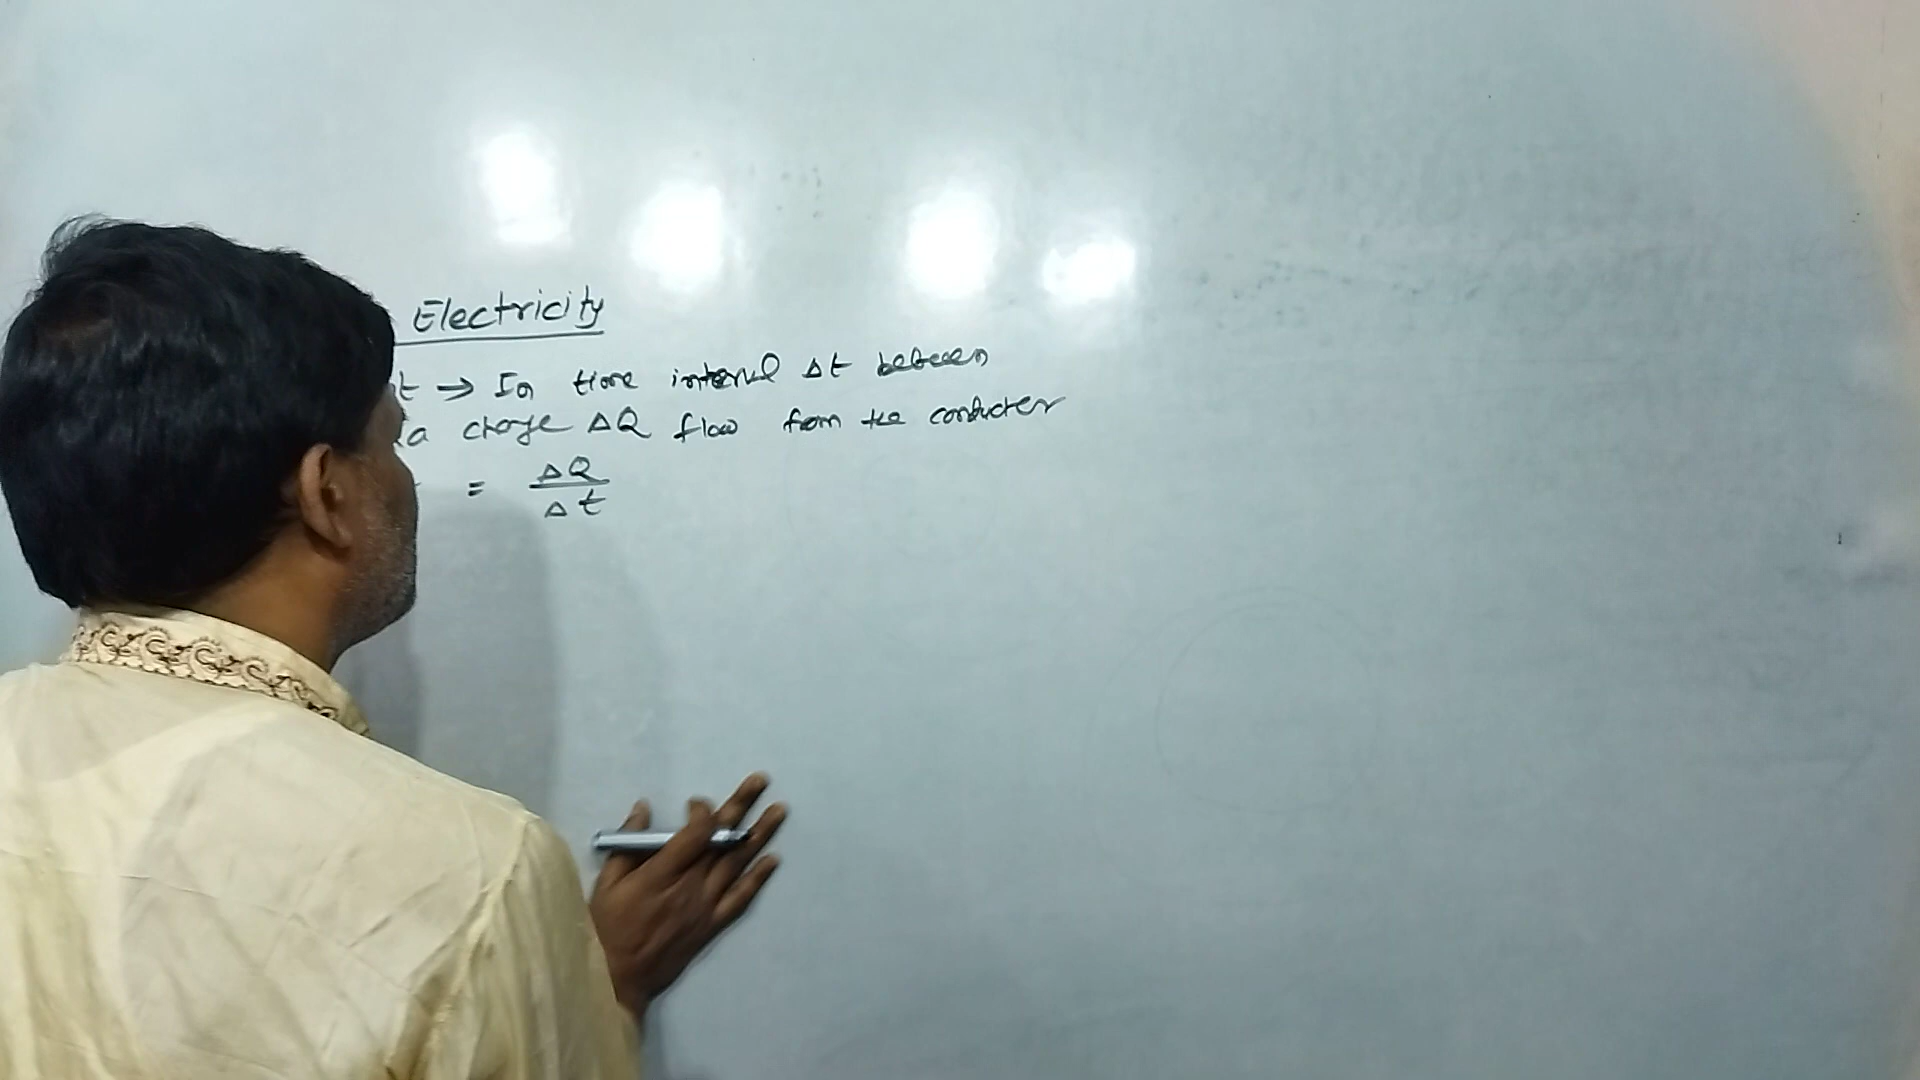 Electricity
t → In time interval Δt between
a charge ΔQ flow from the conductor
= ΔQ / Δt